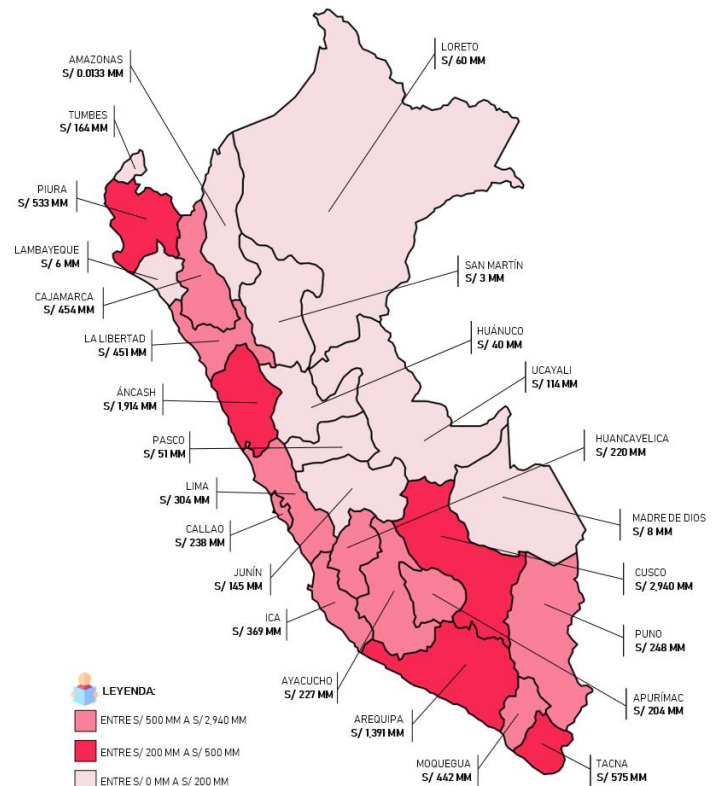 LORETO
S/ 60 MM
AMAZONAS
S/ 0.0133 MM
TUMBES
S/ 164 MM
PIURA
S/ 533 MM
LAMBAYEQUE
S/ 6 MM
CAJAMARCA
S/ 454 MM
LA LIBERTAD
S/ 451 MM
ÁNCASH
S/ 1,914 MM
PASCO
S/ 51 MM
LIMA
S/ 304 MM
CALLAO
S/ 238 MM
JUNÍN
S/ 145 MM
ICA
S/ 369 MM
AYACUCHO
S/ 227 MM
AREQUIPA
S/ 1,391 MM
MOQUEGUA
S/ 442 MM
SAN MARTÍN
S/ 3 MM
HUÁNUCO
S/ 40 MM
UCAYALI
S/ 114 MM
HUANCAVELICA
S/ 220 MM
MADRE DE DIOS
S/ 8 MM
CUSCO
S/ 2,940 MM
PUNO
S/ 248 MM
APURÍMAC
S/ 204 MM
TACNA
S/ 575 MM
LEYENDA:
ENTRE S/ 500 MM A S/ 2,940 MM
ENTRE S/ 200 MM A S/ 500 MM
ENTRE S/ 0 MM A S/ 200 MM